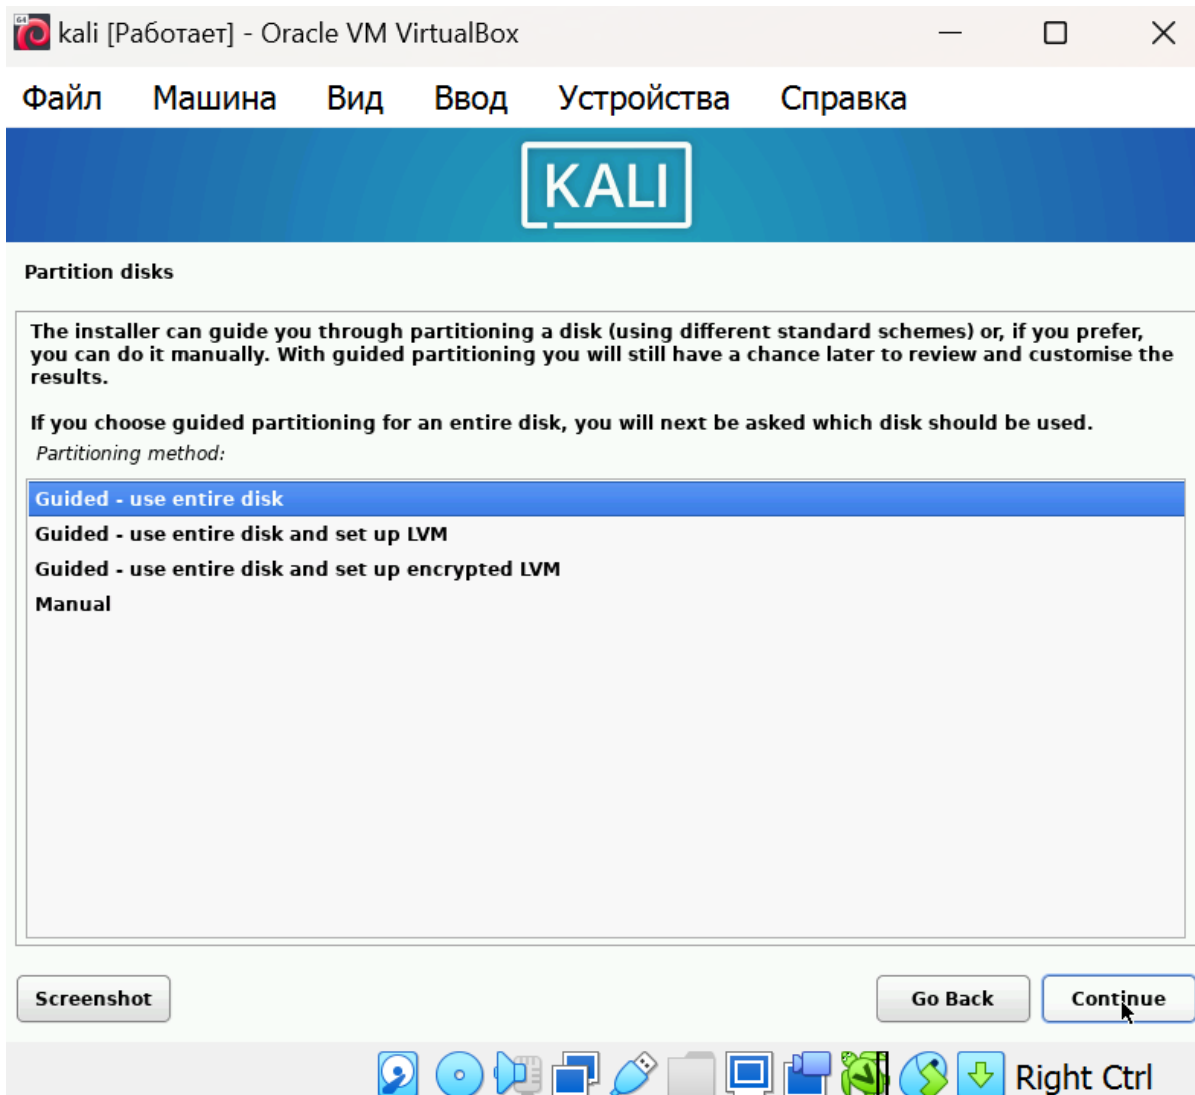 64
kali [Работает] - Oracle VM VirtualBox
Файл Машина Вид Ввод Устройства Справка
KALI
Partition disks
The installer can guide you through partitioning a disk (using different standard schemes) or, if you prefer,
you can do it manually. With guided partitioning you will still have a chance later to review and customise the
results.
If you choose guided partitioning for an entire disk, you will next be asked which disk should be used.
Partitioning method:
Guided - use entire disk
Guided - use entire disk and set up LVM
Guided - use entire disk and set up encrypted LVM
Manual
Screenshot Go Back Continue
Right Ctrl